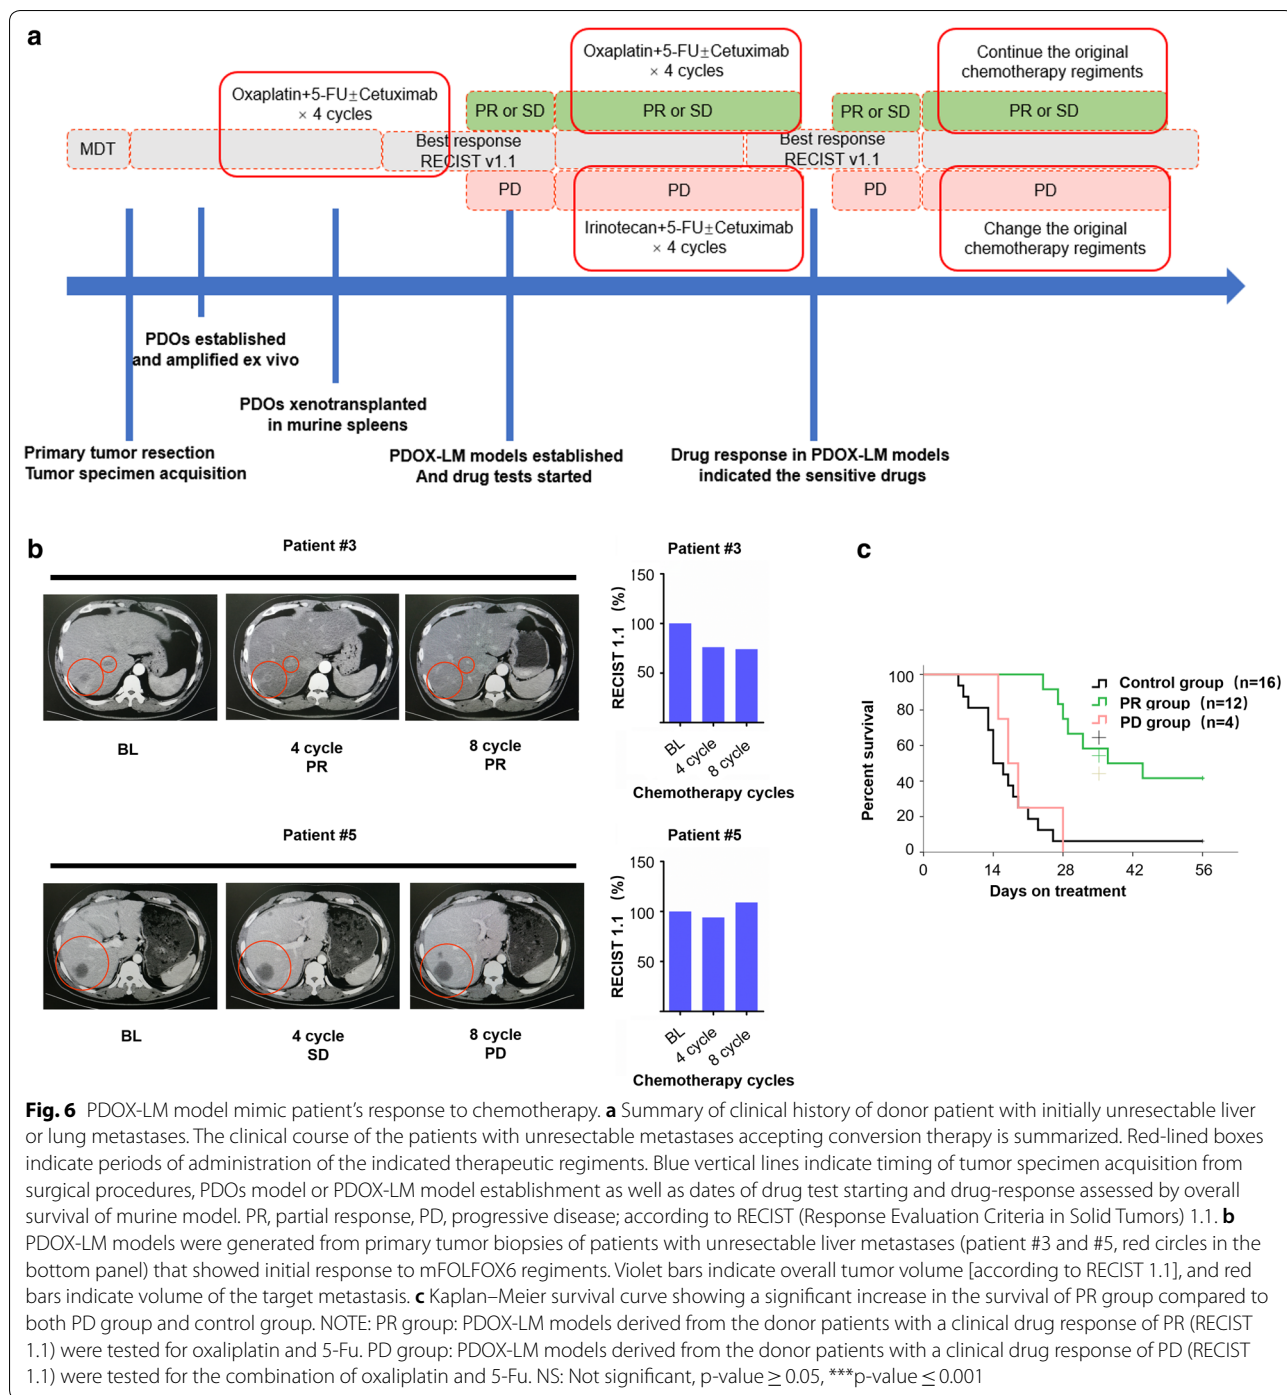 a
Oxaplatin+5-FU±Cetuximab
× 4 cycles
Continue the original
chemotherapy regiments
Oxaplatin+5-FU±Cetuximab
× 4 cycles
PR or SD
PR or SD
PR or SD
PR or SD
MDT
Best response
RECIST v1.1
Best response
RECIST v1.1
PD
PD
PD
PD
Irinotecan+5-FU±Cetuximab
× 4 cycles
Change the original
chemotherapy regiments
PDOs established
and amplified ex vivo
PDOs xenotransplanted
in murine spleens
Primary tumor resection
Tumor specimen acquisition
PDOX-LM models established
And drug tests started
Drug response in PDOX-LM models
indicated the sensitive drugs
b
Patient #3
BL
4 cycle
PR
8 cycle
PR
Patient #3
RECIST 1.1 (%)
150
100
50
BL
4 cycle
8 cycle
Chemotherapy cycles
Patient #5
BL
4 cycle
SD
8 cycle
PD
Patient #5
RECIST 1.1 (%)
150
100
50
BL
4 cycle
8 cycle
Chemotherapy cycles
c
Percent survival
100
80
60
40
20
0
0
14
28
42
56
Days on treatment
Control group (n=16)
PR group (n=12)
PD group (n=4)
Fig. 6 PDOX-LM model mimic patient's response to chemotherapy. a Summary of clinical history of donor patient with initially unresectable liver
or lung metastases. The clinical course of the patients with unresectable metastases accepting conversion therapy is summarized. Red-lined boxes
indicate periods of administration of the indicated therapeutic regiments. Blue vertical lines indicate timing of tumor specimen acquisition from
surgical procedures, PDOs model or PDOX-LM model establishment as well as dates of drug test starting and drug-response assessed by overall
survival of murine model. PR, partial response, PD, progressive disease; according to RECIST (Response Evaluation Criteria in Solid Tumors) 1.1. b
PDOX-LM models were generated from primary tumor biopsies of patients with unresectable liver metastases (patient #3 and #5, red circles in the
bottom panel) that showed initial response to mFOLFOX6 regiments. Violet bars indicate overall tumor volume [according to RECIST 1.1], and red
bars indicate volume of the target metastasis. c Kaplan–Meier survival curve showing a significant increase in the survival of PR group compared to
both PD group and control group. NOTE: PR group: PDOX-LM models derived from the donor patients with a clinical drug response of PR (RECIST
1.1) were tested for oxaliplatin and 5-Fu. PD group: PDOX-LM models derived from the donor patients with a clinical drug response of PD (RECIST
1.1) were tested for the combination of oxaliplatin and 5-Fu. NS: Not significant, p-value ≥ 0.05, ***p-value ≤ 0.001